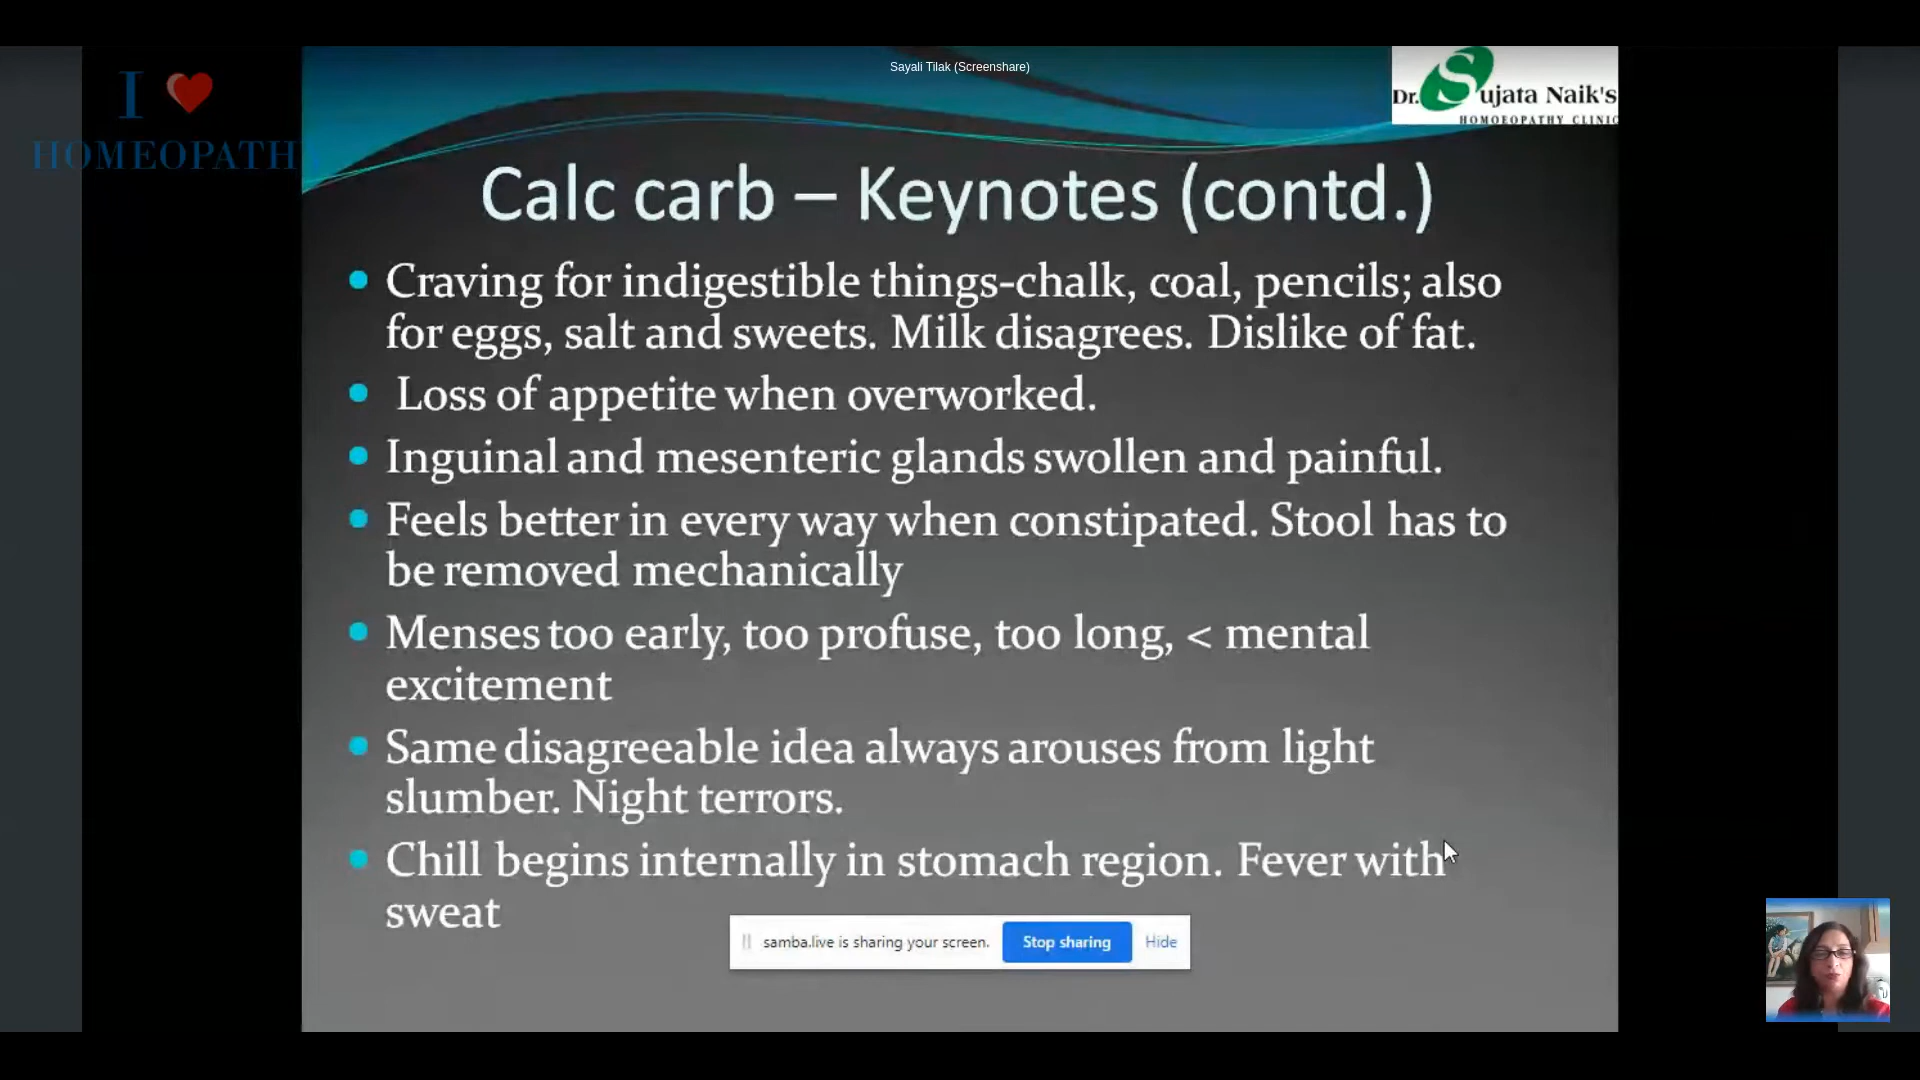 Sayali Tilak (Screenshare)
I
HOMEOPATH
Dr. Sujata Naik's
HOMOEOPATHY CLINIC
Calc carb – Keynotes (contd.)
Craving for indigestible things-chalk, coal, pencils; also
for eggs, salt and sweets. Milk disagrees. Dislike of fat.
Loss of appetite when overworked.
Inguinal and mesenteric glands swollen and painful.
Feels better in every way when constipated. Stool has to
be removed mechanically
Menses too early, too profuse, too long, < mental
excitement
Same disagreeable idea always arouses from light
slumber. Night terrors.
Chill begins internally in stomach region. Fever with
sweat
samba.live is sharing your screen. Stop sharing Hide